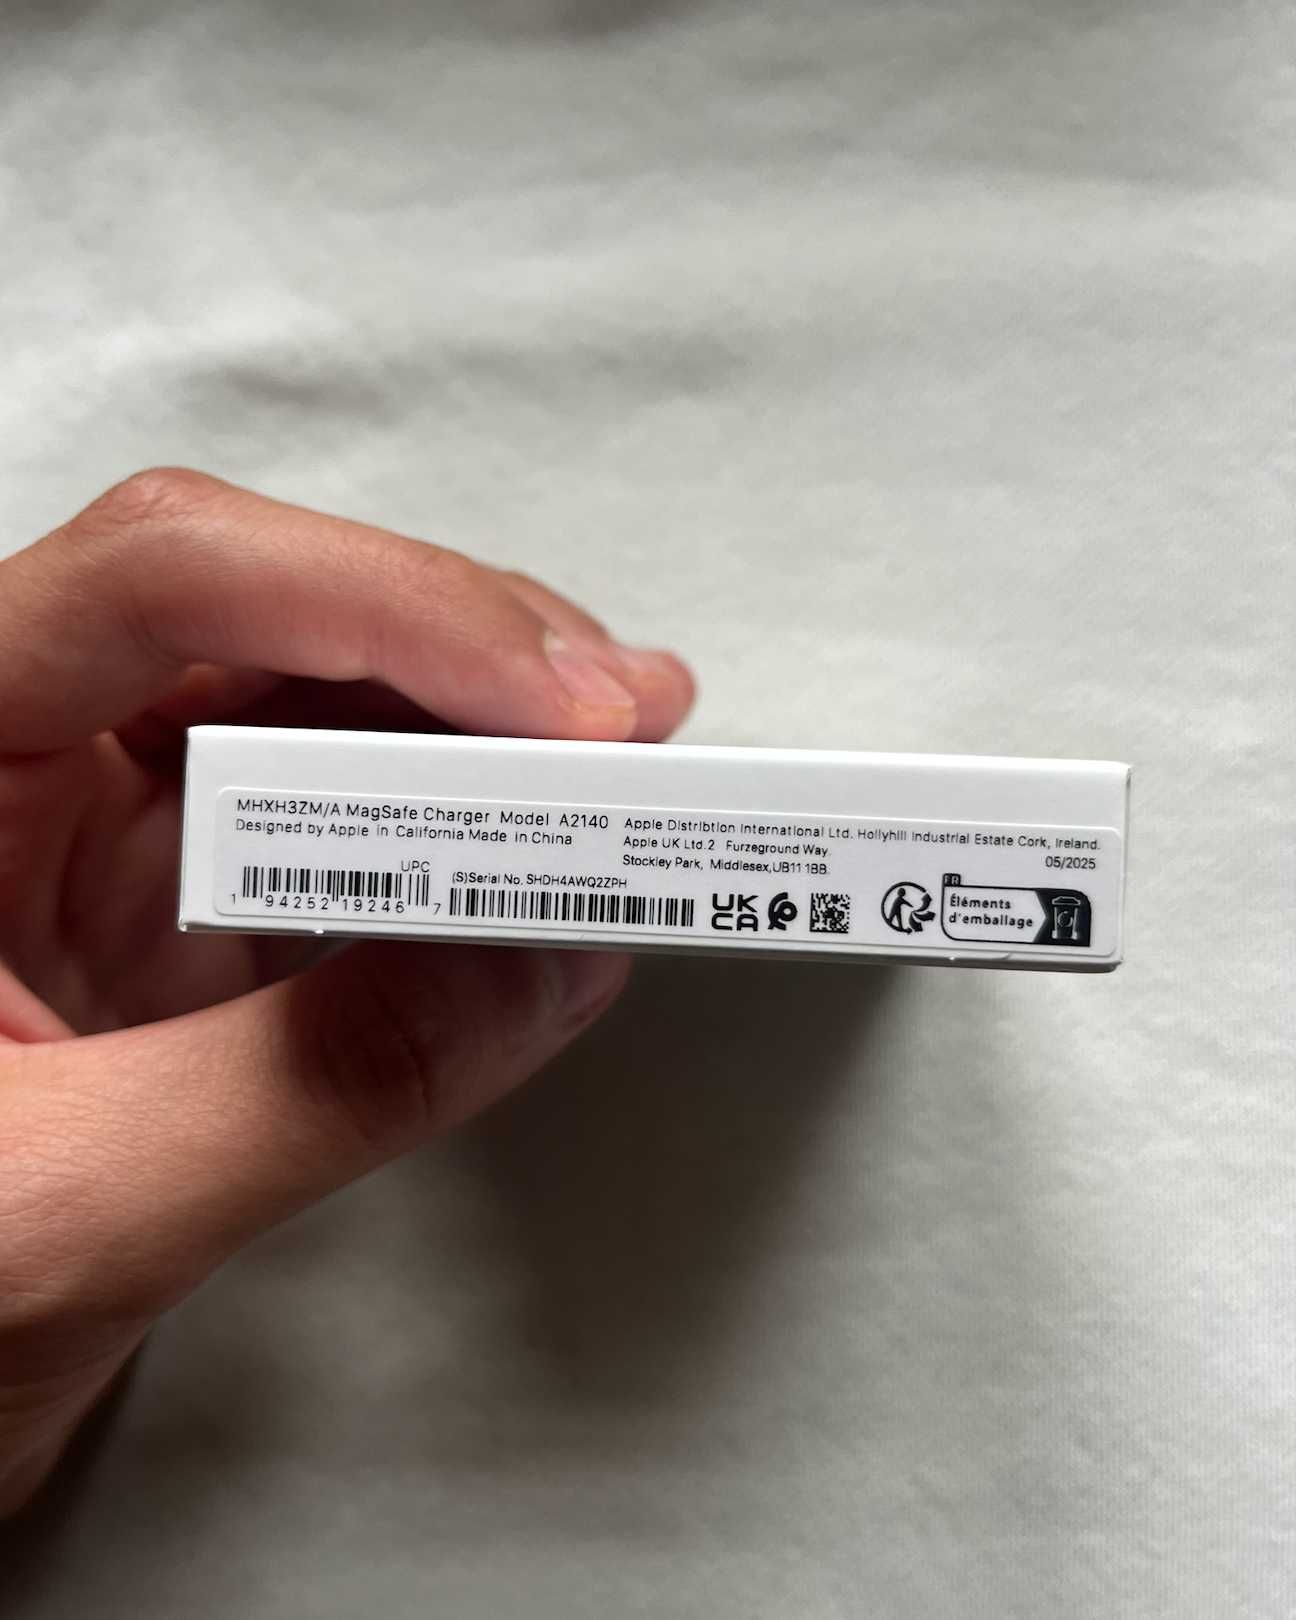 MHXH3ZM/A MagSafe Charger Model A2140
Designed by Apple in California Made in China
Apple Distribtion International Ltd. Hollyhill Industrial Estate Cork, Ireland.
Apple UK Ltd.2 Furzeground Way.
05/2025
Stockley Park, Middlesex,UB11 1BB.
UPC
1 94252 19246 7
(S)Serial No. SHDH4AWQ2ZPH
UK
CA
FR
Éléments
d'emballage